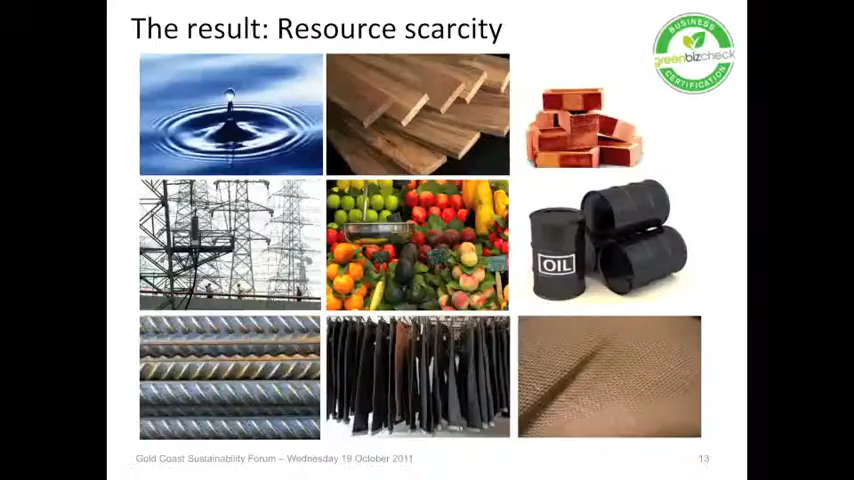 The result: Resource scarcity
BUSINESS
greenbizcheck
CERTIFICATION
OIL
Gold Coast Sustainability Forum – Wednesday 19 October 2011
13